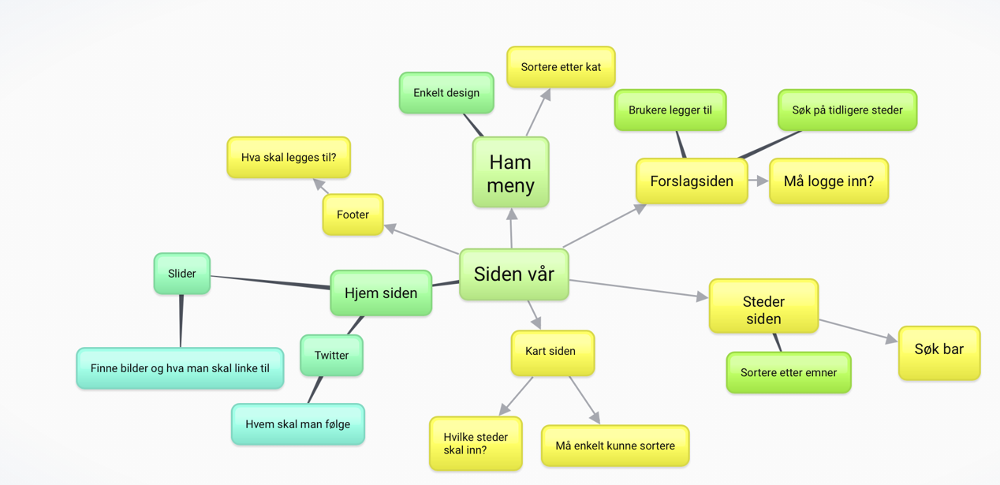 Sortere etter kat
Enkelt design
Brukere legger til
Søk på tidligere steder
Hva skal legges til?
Ham
meny
Forslagsiden
Må logge inn?
Footer
Slider
Hjem siden
Siden vår
Steder
siden
Twitter
Kart siden
Søk bar
Finne bilder og hva man skal linke til
Sortere etter emner
Hvem skal man følge
Hvilke steder
skal inn?
Må enkelt kunne sortere